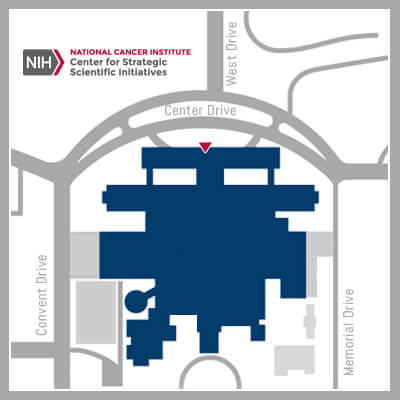 NIH
NATIONAL CANCER INSTITUTE
Center for Strategic
Scientific Initiatives
West Drive
Center Drive
Convent Drive
Memorial Drive